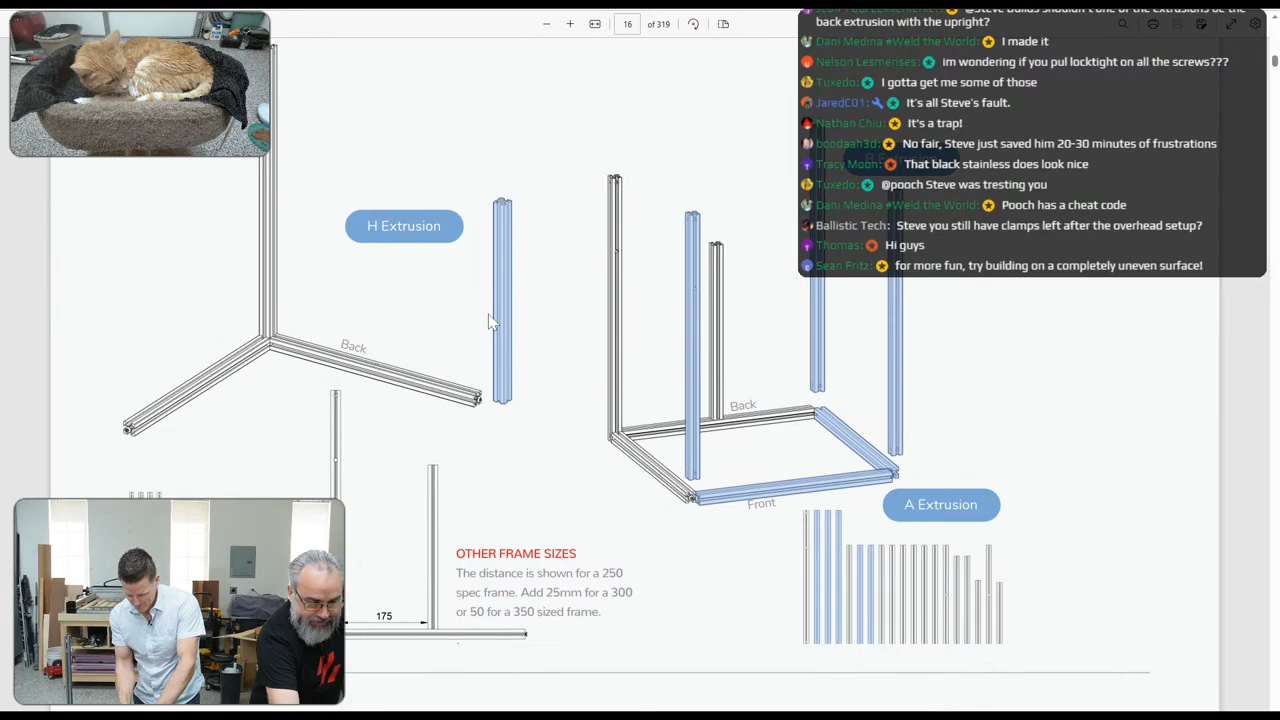 16 of 319
back extrusion with the upright?
Dani Medina #Weld the World: I made it
Nelson Lesmerises: im wondering if you pul locktight on all the screws???
Tuxedo: I gotta get me some of those
JaredC01: It's all Steve's fault.
Nathan Chiu: It's a trap!
boodaah3d: No fair, Steve just saved him 20-30 minutes of frustrations
Tracy Moon: That black stainless does look nice
Tuxedo: @pooch Steve was tresting you
Dani Medina #Weld the World: Pooch has a cheat code
Ballistic Tech: Steve you still have clamps left after the overhead setup?
Thomas: Hi guys
Sean Fritz: for more fun, try building on a completely uneven surface!
H Extrusion
Back
Back
Front
A Extrusion
OTHER FRAME SIZES
The distance is shown for a 250
spec frame. Add 25mm for a 300
or 50 for a 350 sized frame.
175